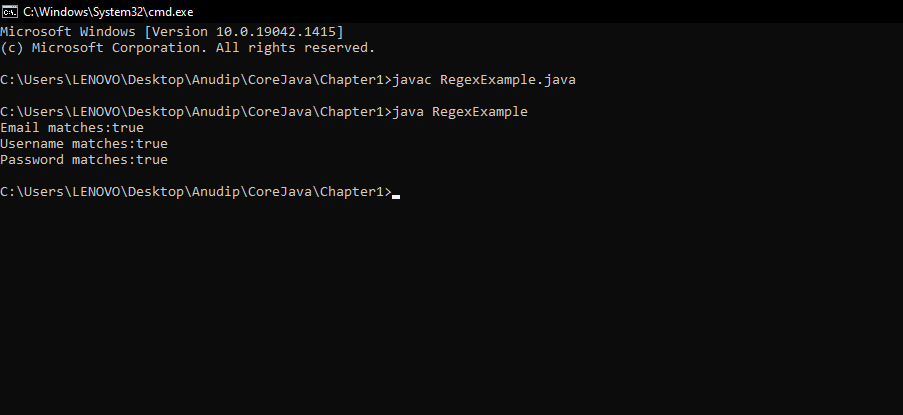 C:\Windows\System32\cmd.exe
Microsoft Windows [Version 10.0.19042.1415]
(c) Microsoft Corporation. All rights reserved.
C:\Users\LENOVO\Desktop\Anudip\CoreJava\Chapter1>javac RegexExample.java
C:\Users\LENOVO\Desktop\Anudip\CoreJava\Chapter1>java RegexExample
Email matches:true
Username matches:true
Password matches:true
C:\Users\LENOVO\Desktop\Anudip\CoreJava\Chapter1>